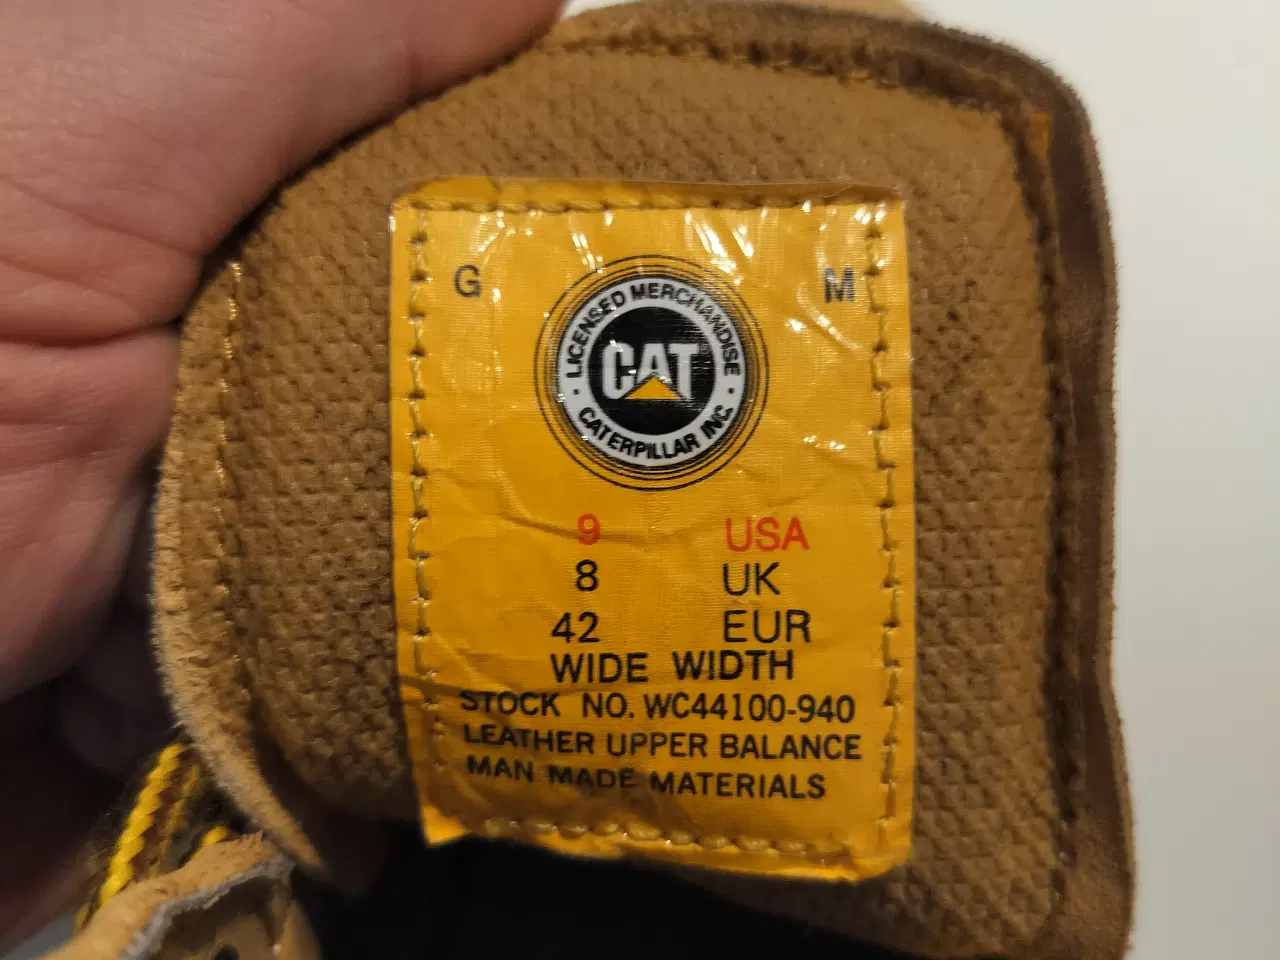 G M
LICENSED MERCHANDISE
CAT
· CATERPILLAR INC. ·
9 USA
8 UK
42 EUR
WIDE WIDTH
STOCK NO. WC44100-940
LEATHER UPPER BALANCE
MAN MADE MATERIALS